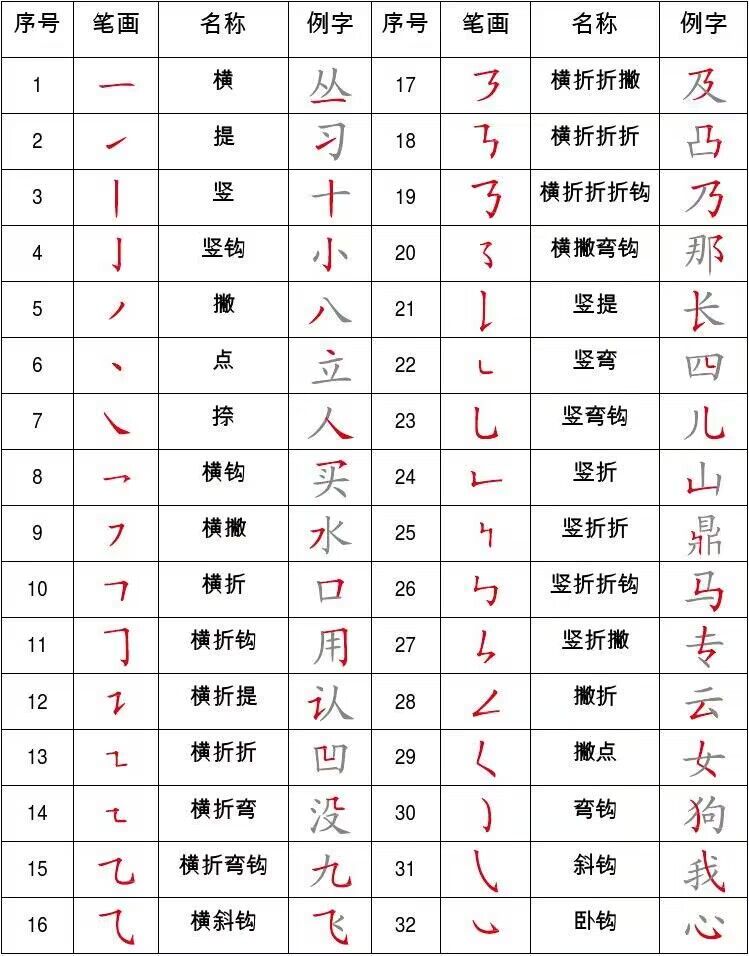 序号 笔画 名称 例字 序号 笔画 名称 例字
1 ㇐ 横 丛 17 ㇋ 横折折撇 及
2 ㇀ 提 习 18 ㇎ 横折折折 凸
3 ㇑ 竖 十 19 ㇡ 横折折折钩 乃
4 ㇚ 竖钩 小 20 ㇌ 横撇弯钩 那
5 ㇒ 撇 八 21 ㇙ 竖提 长
6 ㇔ 点 立 22 ㇄ 竖弯 四
7 ㇏ 捺 人 23 ㇟ 竖弯钩 儿
8 ㇖ 横钩 买 24 ㇗ 竖折 山
9 ㇇ 横撇 水 25 ㇞ 竖折折 鼎
10 ㇕ 横折 口 26 ㇉ 竖折折钩 马
11 ㇆ 横折钩 用 27 ㇢ 竖折撇 专
12 ㇊ 横折提 认 28 ㇜ 撇折 云
13 ㇅ 横折折 凹 29 ㇛ 撇点 女
14 ㇍ 横折弯 没 30 ㇁ 弯钩 狗
15 ㇈ 横折弯钩 九 31 ㇂ 斜钩 我
16 ⺄ 横斜钩 飞 32 ㇃ 卧钩 心